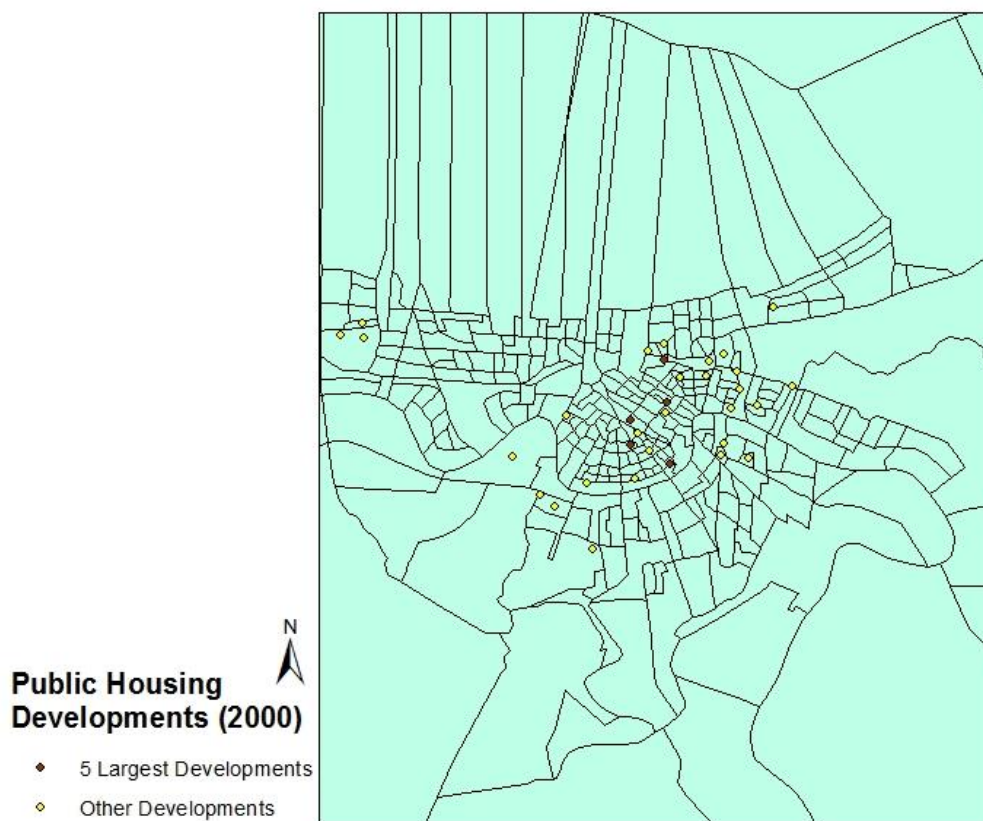 N
Public Housing
Developments (2000)
5 Largest Developments
Other Developments